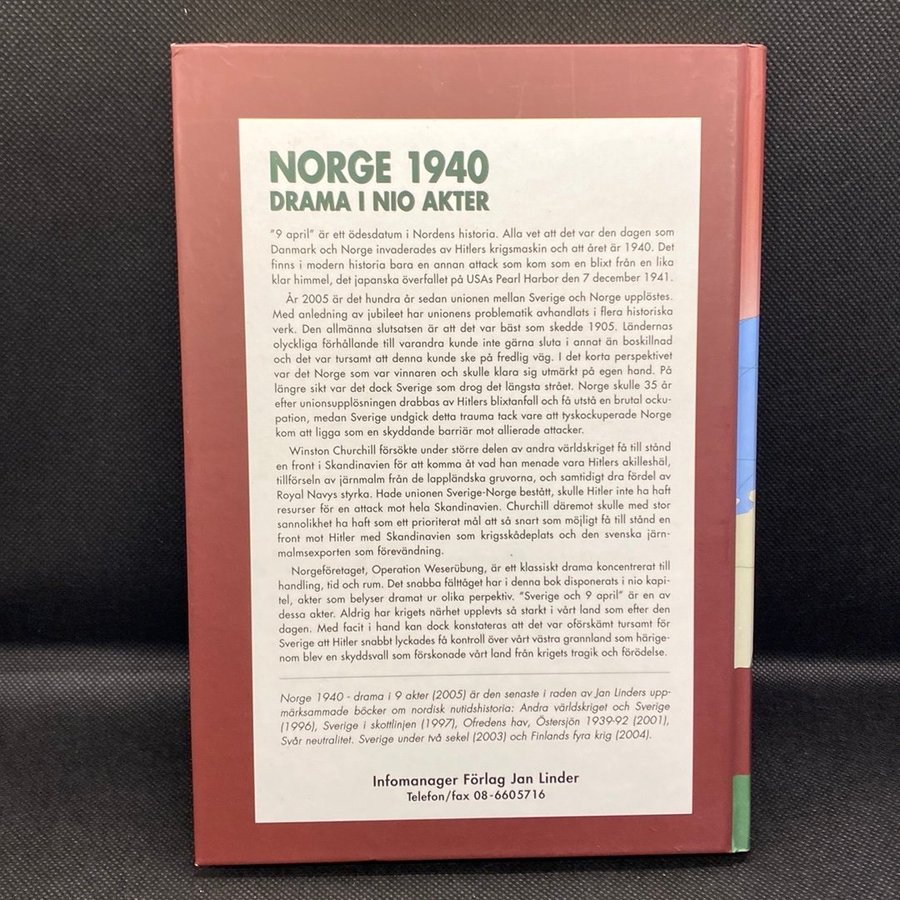 NORGE 1940
DRAMA I NIO AKTER
"9 april" är ett ödesdatum i Nordens historia. Alla vet att det var den dagen som
Danmark och Norge invaderades av Hitlers krigsmaskin och att året är 1940. Det
finns i modern historia bara en annan attack som kom som en blixt från en lika
klar himmel, det japanska överfallet på USAs Pearl Harbor den 7 december 1941.
År 2005 är det hundra år sedan unionen mellan Sverige och Norge upplöstes.
Med anledning av jubileet har unionens problematik avhandlats i flera historiska
verk. Den allmänna slutsatsen är att det var bäst som skedde 1905. Ländernas
olyckliga förhållande till varandra kunde inte gärna sluta i annat än boskillnad
och det var tursamt att denna kunde ske på fredlig väg. I det korta perspektivet
var det Norge som var vinnaren och skulle klara sig utmärkt på egen hand. På
längre sikt var det dock Sverige som drog det längsta strået. Norge skulle 35 år
efter unionsupplösningen drabbas av Hitlers blixtanfall och få utstå en brutal ocku-
pation, medan Sverige undgick detta trauma tack vare att tyskockuperade Norge
kom att ligga som en skyddande barriär mot allierade attacker.
Winston Churchill försökte under större delen av andra världskriget få till stånd
en front i Skandinavien för att komma åt vad han menade vara Hitlers akilleshäl,
tillförseln av järnmalm från de lappländska gruvorna, och samtidigt dra fördel av
Royal Navys styrka. Hade unionen Sverige-Norge bestått, skulle Hitler inte ha haft
resurser för en attack mot hela Skandinavien. Churchill däremot skulle med stor
sannolikhet ha haft som ett prioriterat mål att så snart som möjligt få till stånd en
front mot Hitler med Skandinavien som krigsskådeplats och den svenska järn-
malmsexporten som förevändning.
Norgeföretaget, Operation Weserübung, är ett klassiskt drama koncentrerat till
handling, tid och rum. Det snabba fälttåget har i denna bok disponerats i nio kapi-
tel, akter som belyser dramat ur olika perpektiv. "Sverige och 9 april" är en av
dessa akter. Aldrig har krigets närhet upplevts så starkt i vårt land som efter den
dagen. Med facit i hand kan dock konstateras att det var oförskämt tursamt för
Sverige att Hitler snabbt lyckades få kontroll över vårt västra grannland som härige-
nom blev en skyddsvall som förskonade vårt land från krigets tragik och förödelse.
Norge 1940 - drama i 9 akter (2005) är den senaste i raden av Jan Linders upp-
märksammade böcker om nordisk nutidshistoria: Andra världskriget och Sverige
(1996), Sverige i skottlinjen (1997), Ofredens hav, Östersjön 1939-92 (2001),
Svår neutralitet. Sverige under två sekel (2003) och Finlands fyra krig (2004).
Infomanager Förlag Jan Linder
Telefon/fax 08-6605716